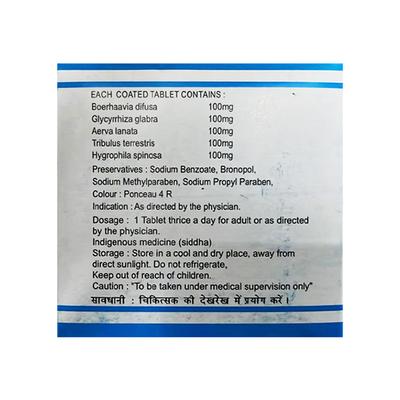 EACH COATED TABLET CONTAINS :
Boerhaavia difusa 100mg
Glycyrrhiza glabra 100mg
Aerva lanata 100mg
Tribulus terrestris 100mg
Hygrophila spinosa 100mg
Preservatives : Sodium Benzoate, Bronopol,
Sodium Methylparaben, Sodium Propyl Paraben,
Colour : Ponceau 4 R
Indication : As directed by the physician.
Dosage : 1 Tablet thrice a day for adult or as directed
by the physician.
Indigenous medicine (siddha)
Storage : Store in a cool and dry place, away from
direct sunlight. Do not refrigerate,
Keep out of reach of children.
Caution : "To be taken under medical supervision only"
सावधानी : चिकित्सक की देखरेख में प्रयोग करें।